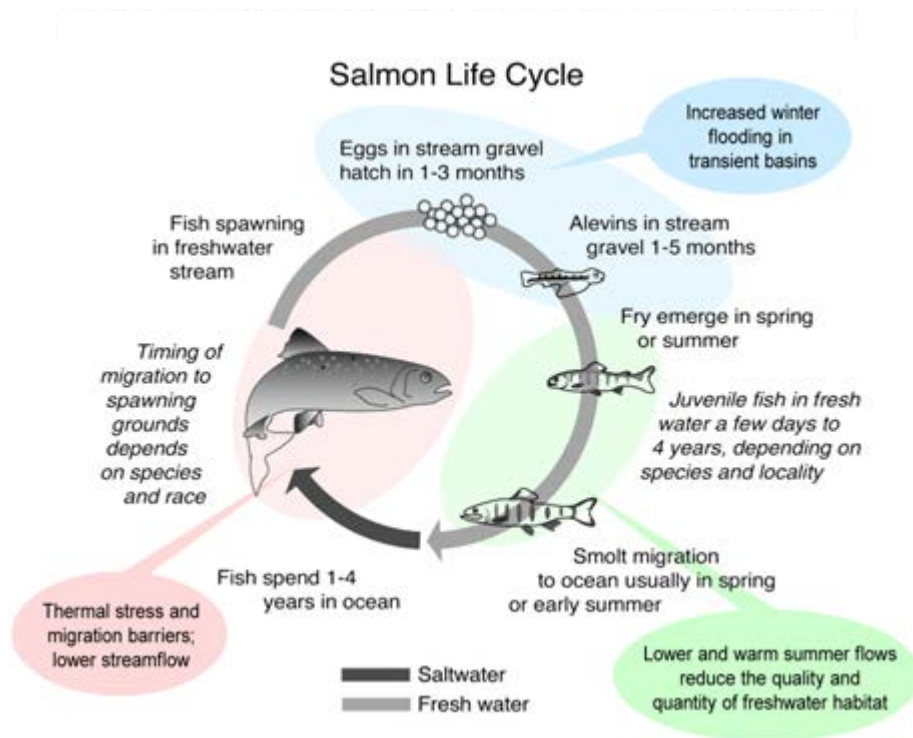 Salmon Life Cycle
Increased winter
flooding in
transient basins
Eggs in stream gravel
hatch in 1-3 months
Fish spawning
in freshwater
stream
Alevins in stream
gravel 1-5 months
Fry emerge in spring
or summer
Timing of
migration to
spawning
grounds
depends
on species
and race
Juvenile fish in fresh
water a few days to
4 years, depending on
species and locality
Smolt migration
to ocean usually in spring
or early summer
Fish spend 1-4
years in ocean
Thermal stress and
migration barriers;
lower streamflow
Lower and warm summer flows
reduce the quality and
quantity of freshwater habitat
Saltwater
Fresh water